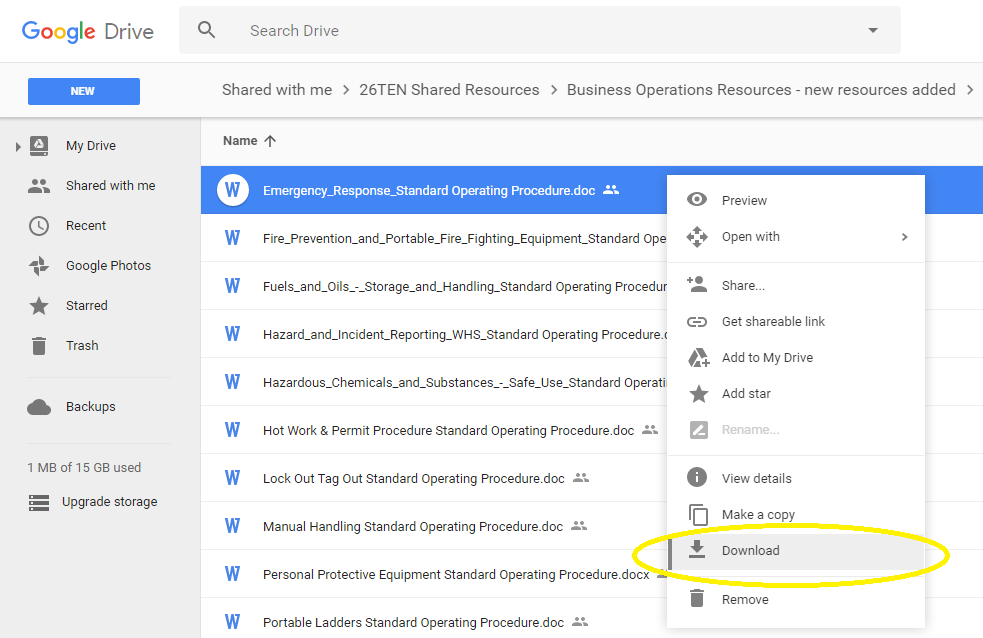 Google Drive
Search Drive
NEW
Shared with me > 26TEN Shared Resources > Business Operations Resources - new resources added >
My Drive
Shared with me
Recent
Google Photos
Starred
Trash
Backups
1 MB of 15 GB used
Upgrade storage
Name
Emergency_Response_Standard Operating Procedure.doc
Fire_Prevention_and_Portable_Fire_Fighting_Equipment_Standard Ope
Fuels_and_Oils_-_Storage_and_Handling_Standard Operating Procedur
Hazard_and_Incident_Reporting_WHS_Standard Operating Procedure.d
Hazardous_Chemicals_and_Substances_-_Safe_Use_Standard Operati
Hot Work & Permit Procedure Standard Operating Procedure.doc
Lock Out Tag Out Standard Operating Procedure.doc
Manual Handling Standard Operating Procedure.doc
Personal Protective Equipment Standard Operating Procedure.docx
Portable Ladders Standard Operating Procedure.doc
Preview
Open with
Share...
Get shareable link
Add to My Drive
Add star
Rename...
View details
Make a copy
Download
Remove